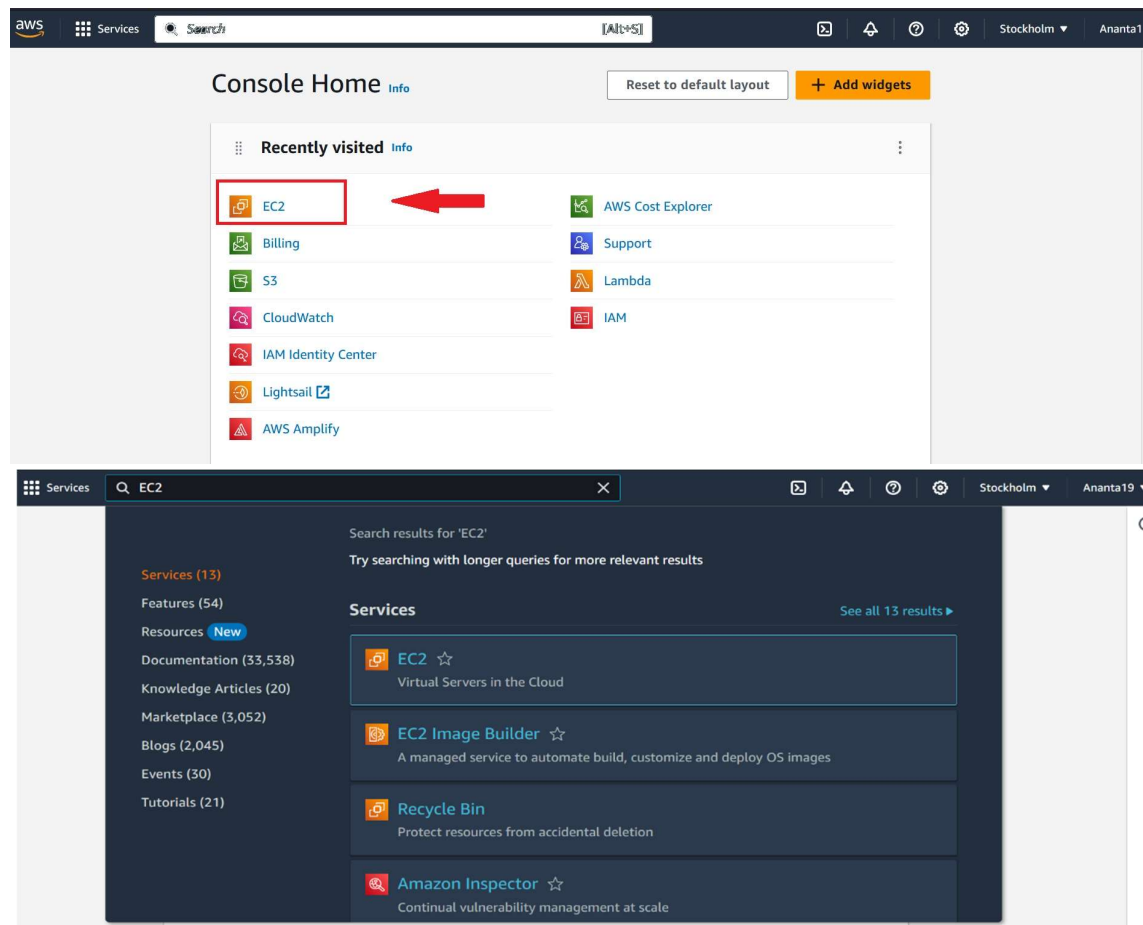 aws Services Search [Alt+S] Stockholm Ananta1
Console Home Info Reset to default layout + Add widgets
Recently visited Info
EC2 AWS Cost Explorer
Billing Support
S3 Lambda
CloudWatch IAM
IAM Identity Center
Lightsail
AWS Amplify
Services EC2 Stockholm Ananta19
Search results for 'EC2'
Try searching with longer queries for more relevant results
Services (13)
Features (54)
Resources New
Documentation (33,538)
Knowledge Articles (20)
Marketplace (3,052)
Blogs (2,045)
Events (30)
Tutorials (21)
Services See all 13 results
EC2
Virtual Servers in the Cloud
EC2 Image Builder
A managed service to automate build, customize and deploy OS images
Recycle Bin
Protect resources from accidental deletion
Amazon Inspector
Continual vulnerability management at scale